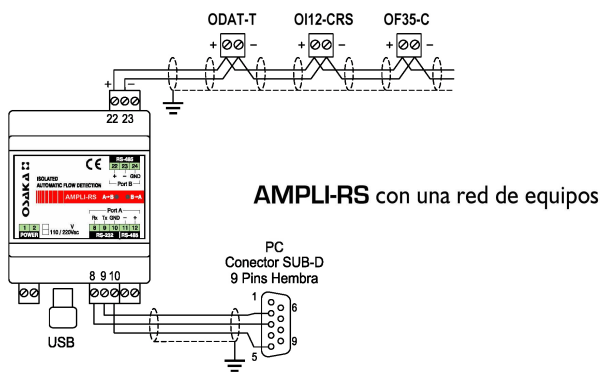 ODAT-T OI12-CRS OF35-C
+ − + − + −
+ −
22 23
OSAKA
CE
RS-485
22 23 24
+ − GND
Port B
ISOLATED
AUTOMATIC FLOW DETECTION
AMPLI-RS A-B B-A
Port A
Rx Tx GND − +
1 2 8 9 10 11 12
POWER 110 / 220Vac V RS-232 RS-485
AMPLI-RS con una red de equipos
8 9 10
USB
PC
Conector SUB-D
9 Pins Hembra
1
6
9
5